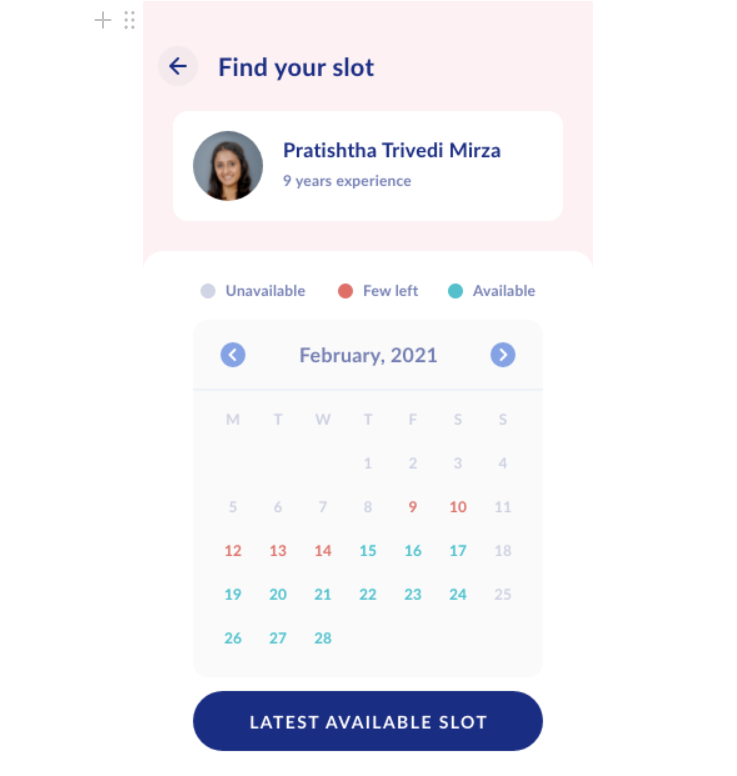 Find your slot
Pratishtha Trivedi Mirza
9 years experience
Unavailable Few left Available
February, 2021
M T W T F S S
1 2 3 4
5 6 7 8 9 10 11
12 13 14 15 16 17 18
19 20 21 22 23 24 25
26 27 28
LATEST AVAILABLE SLOT